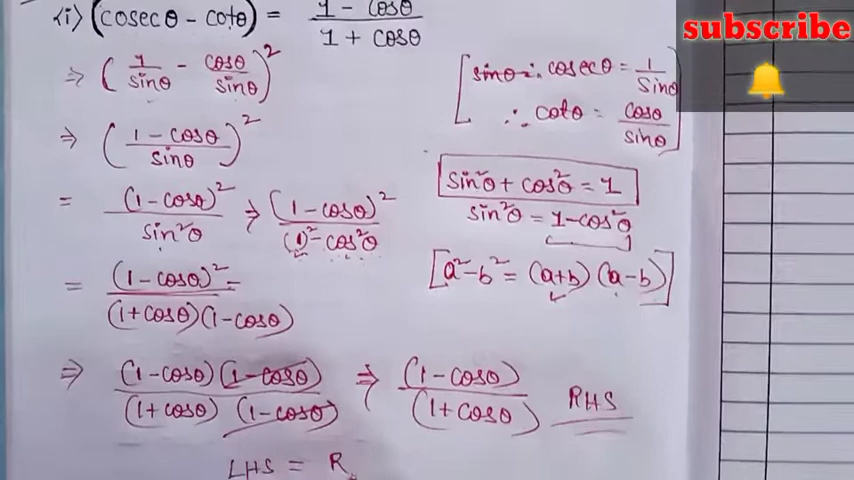 (i) (cosecθ - cotθ) = 1 - cosθ / 1 + cosθ
subscribe
⇒ (1/sinθ - cosθ/sinθ)²
[sinθ ∴ cosecθ = 1/sinθ
∴ cotθ = cosθ/sinθ]
⇒ (1 - cosθ / sinθ)²
sin²θ + cos²θ = 1
sin²θ = 1 - cos²θ
= (1 - cosθ)² / sin²θ ⇒ (1 - cosθ)² / (1)² - cos²θ
[a² - b² = (a+b) (a-b)]
= (1 - cosθ)² / (1 + cosθ)(1 - cosθ)
⇒ (1 - cosθ) (1 - cosθ) / (1 + cosθ) (1 - cosθ) ⇒ (1 - cosθ) / (1 + cosθ) RHS
LHS = R